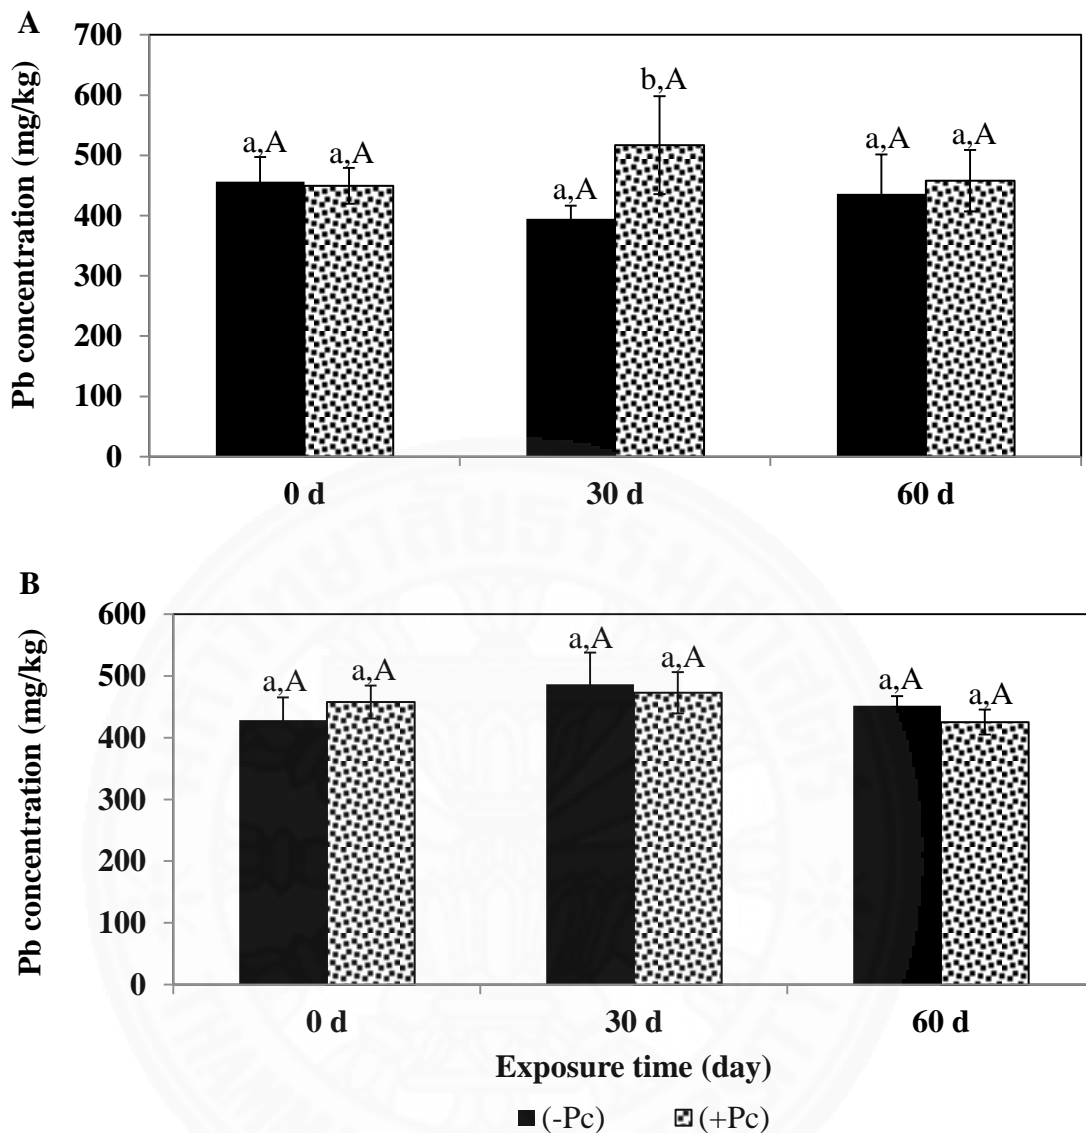 A
700
600
500
400
300
200
100
0
Pb concentration (mg/kg)
a,A a,A a,A b,A a,A a,A
0 d 30 d 60 d
B
600
500
400
300
200
100
0
Pb concentration (mg/kg)
a,A a,A a,A a,A a,A a,A
0 d 30 d 60 d
Exposure time (day)
(-Pc) (+Pc)